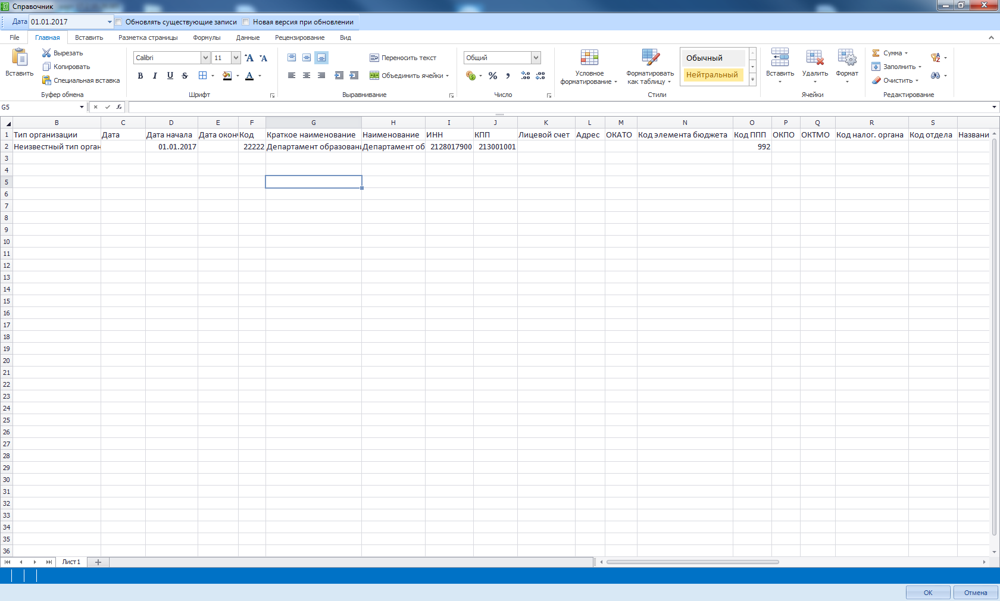 Справочник
Дата 01.01.2017 Обновлять существующие записи Новая версия при обновлении
File Главная Вставить Разметка страницы Формулы Данные Рецензирование Вид
Вставить
Вырезать
Копировать
Специальная вставка
Буфер обмена
Calibri 11
B I U S A
Шрифт
Переносить текст
Объединить ячейки
Выравнивание
Общий
% ,
Число
Условное форматирование
Форматировать как таблицу
Обычный
Нейтральный
Стили
Вставить Удалить Формат
Ячейки
Сумма
Заполнить
Очистить
Редактирование
G5 fx
B C D E F G H I J K L M N O P Q R S
1 Тип организации Дата Дата начала Дата окон Код Краткое наименование Наименование ИНН КПП Лицевой счет Адрес ОКАТО Код элемента бюджета Код ППП ОКПО ОКТМО Код налог. органа Код отдела Названи
2 Неизвестный тип орган 01.01.2017 22222 Департамент образовани Департамент об 2128017900 213001001 992
3
4
5
6
7
8
9
10
11
12
13
14
15
16
17
18
19
20
21
22
23
24
25
26
27
28
29
30
31
32
33
34
35
36
Лист1
OK Отмена